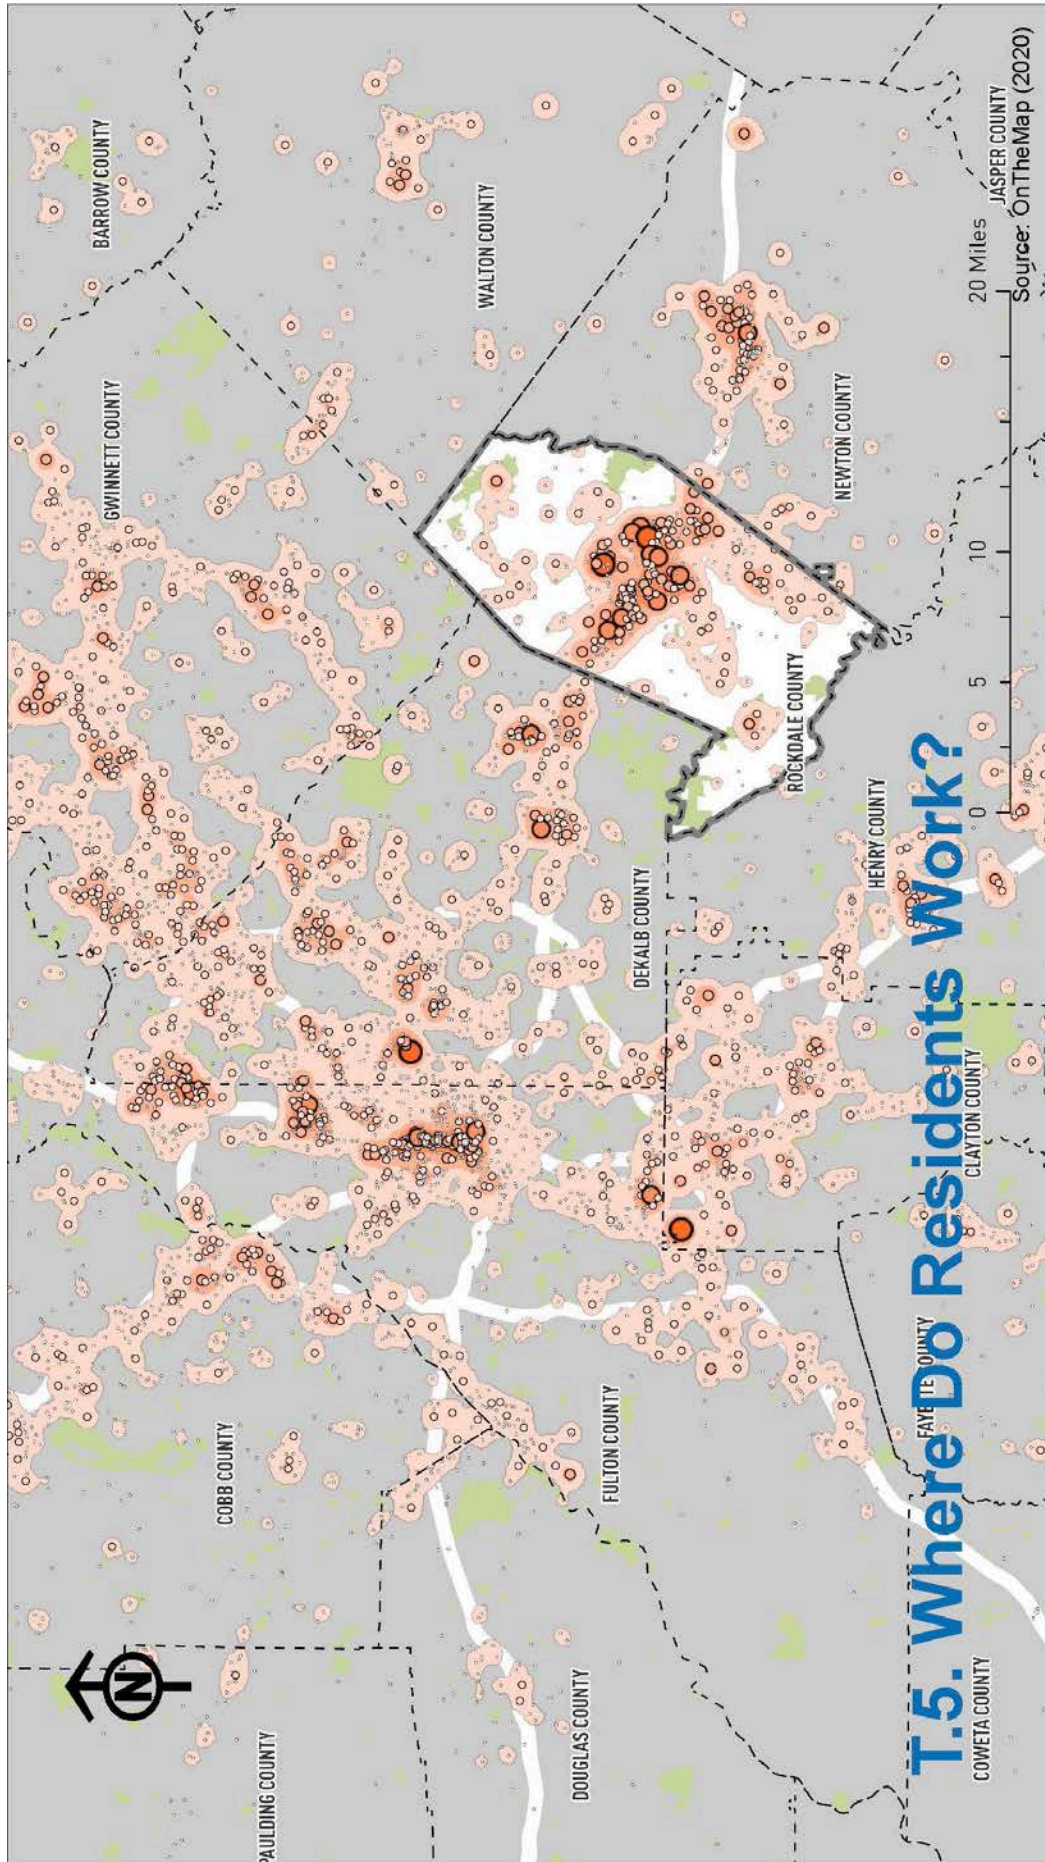 N
BARROW COUNTY
GWINNETT COUNTY
COBB COUNTY
PAULDING COUNTY
WALTON COUNTY
DOUGLAS COUNTY
FULTON COUNTY
DEKALB COUNTY
ROCKDALE COUNTY
NEWTON COUNTY
HENRY COUNTY
FAYETTE COUNTY
T.5. Where Do Residents Work?
CLAYTON COUNTY
COWETA COUNTY
0 5 10 20 Miles
JASPER COUNTY
Source: OnTheMap (2020)